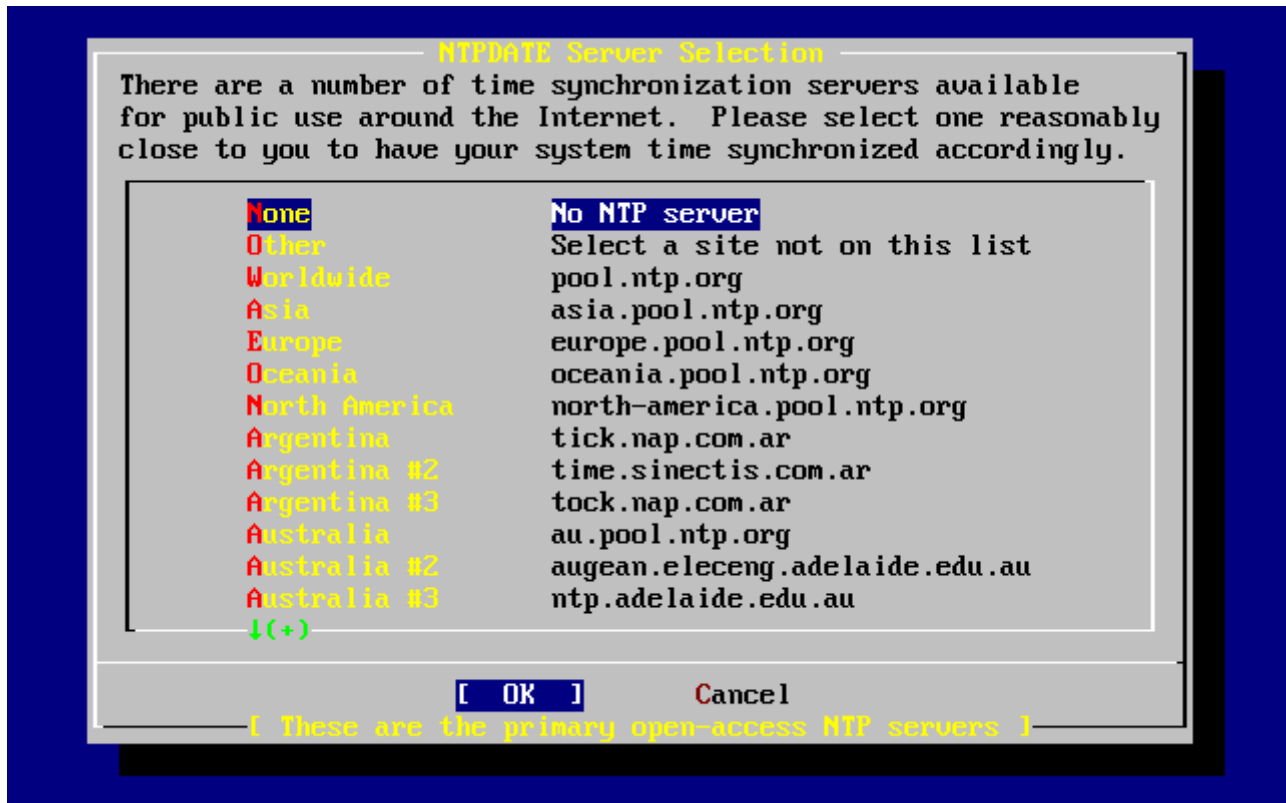 NTPDATE Server Selection
There are a number of time synchronization servers available
for public use around the Internet.  Please select one reasonably
close to you to have your system time synchronized accordingly.
None No NTP server
Other Select a site not on this list
Worldwide pool.ntp.org
Asia asia.pool.ntp.org
Europe europe.pool.ntp.org
Oceania oceania.pool.ntp.org
North America north-america.pool.ntp.org
Argentina tick.nap.com.ar
Argentina #2 time.sinectis.com.ar
Argentina #3 tock.nap.com.ar
Australia au.pool.ntp.org
Australia #2 augean.eleceng.adelaide.edu.au
Australia #3 ntp.adelaide.edu.au
↓(+)
[ OK ] Cancel
[ These are the primary open-access NTP servers ]